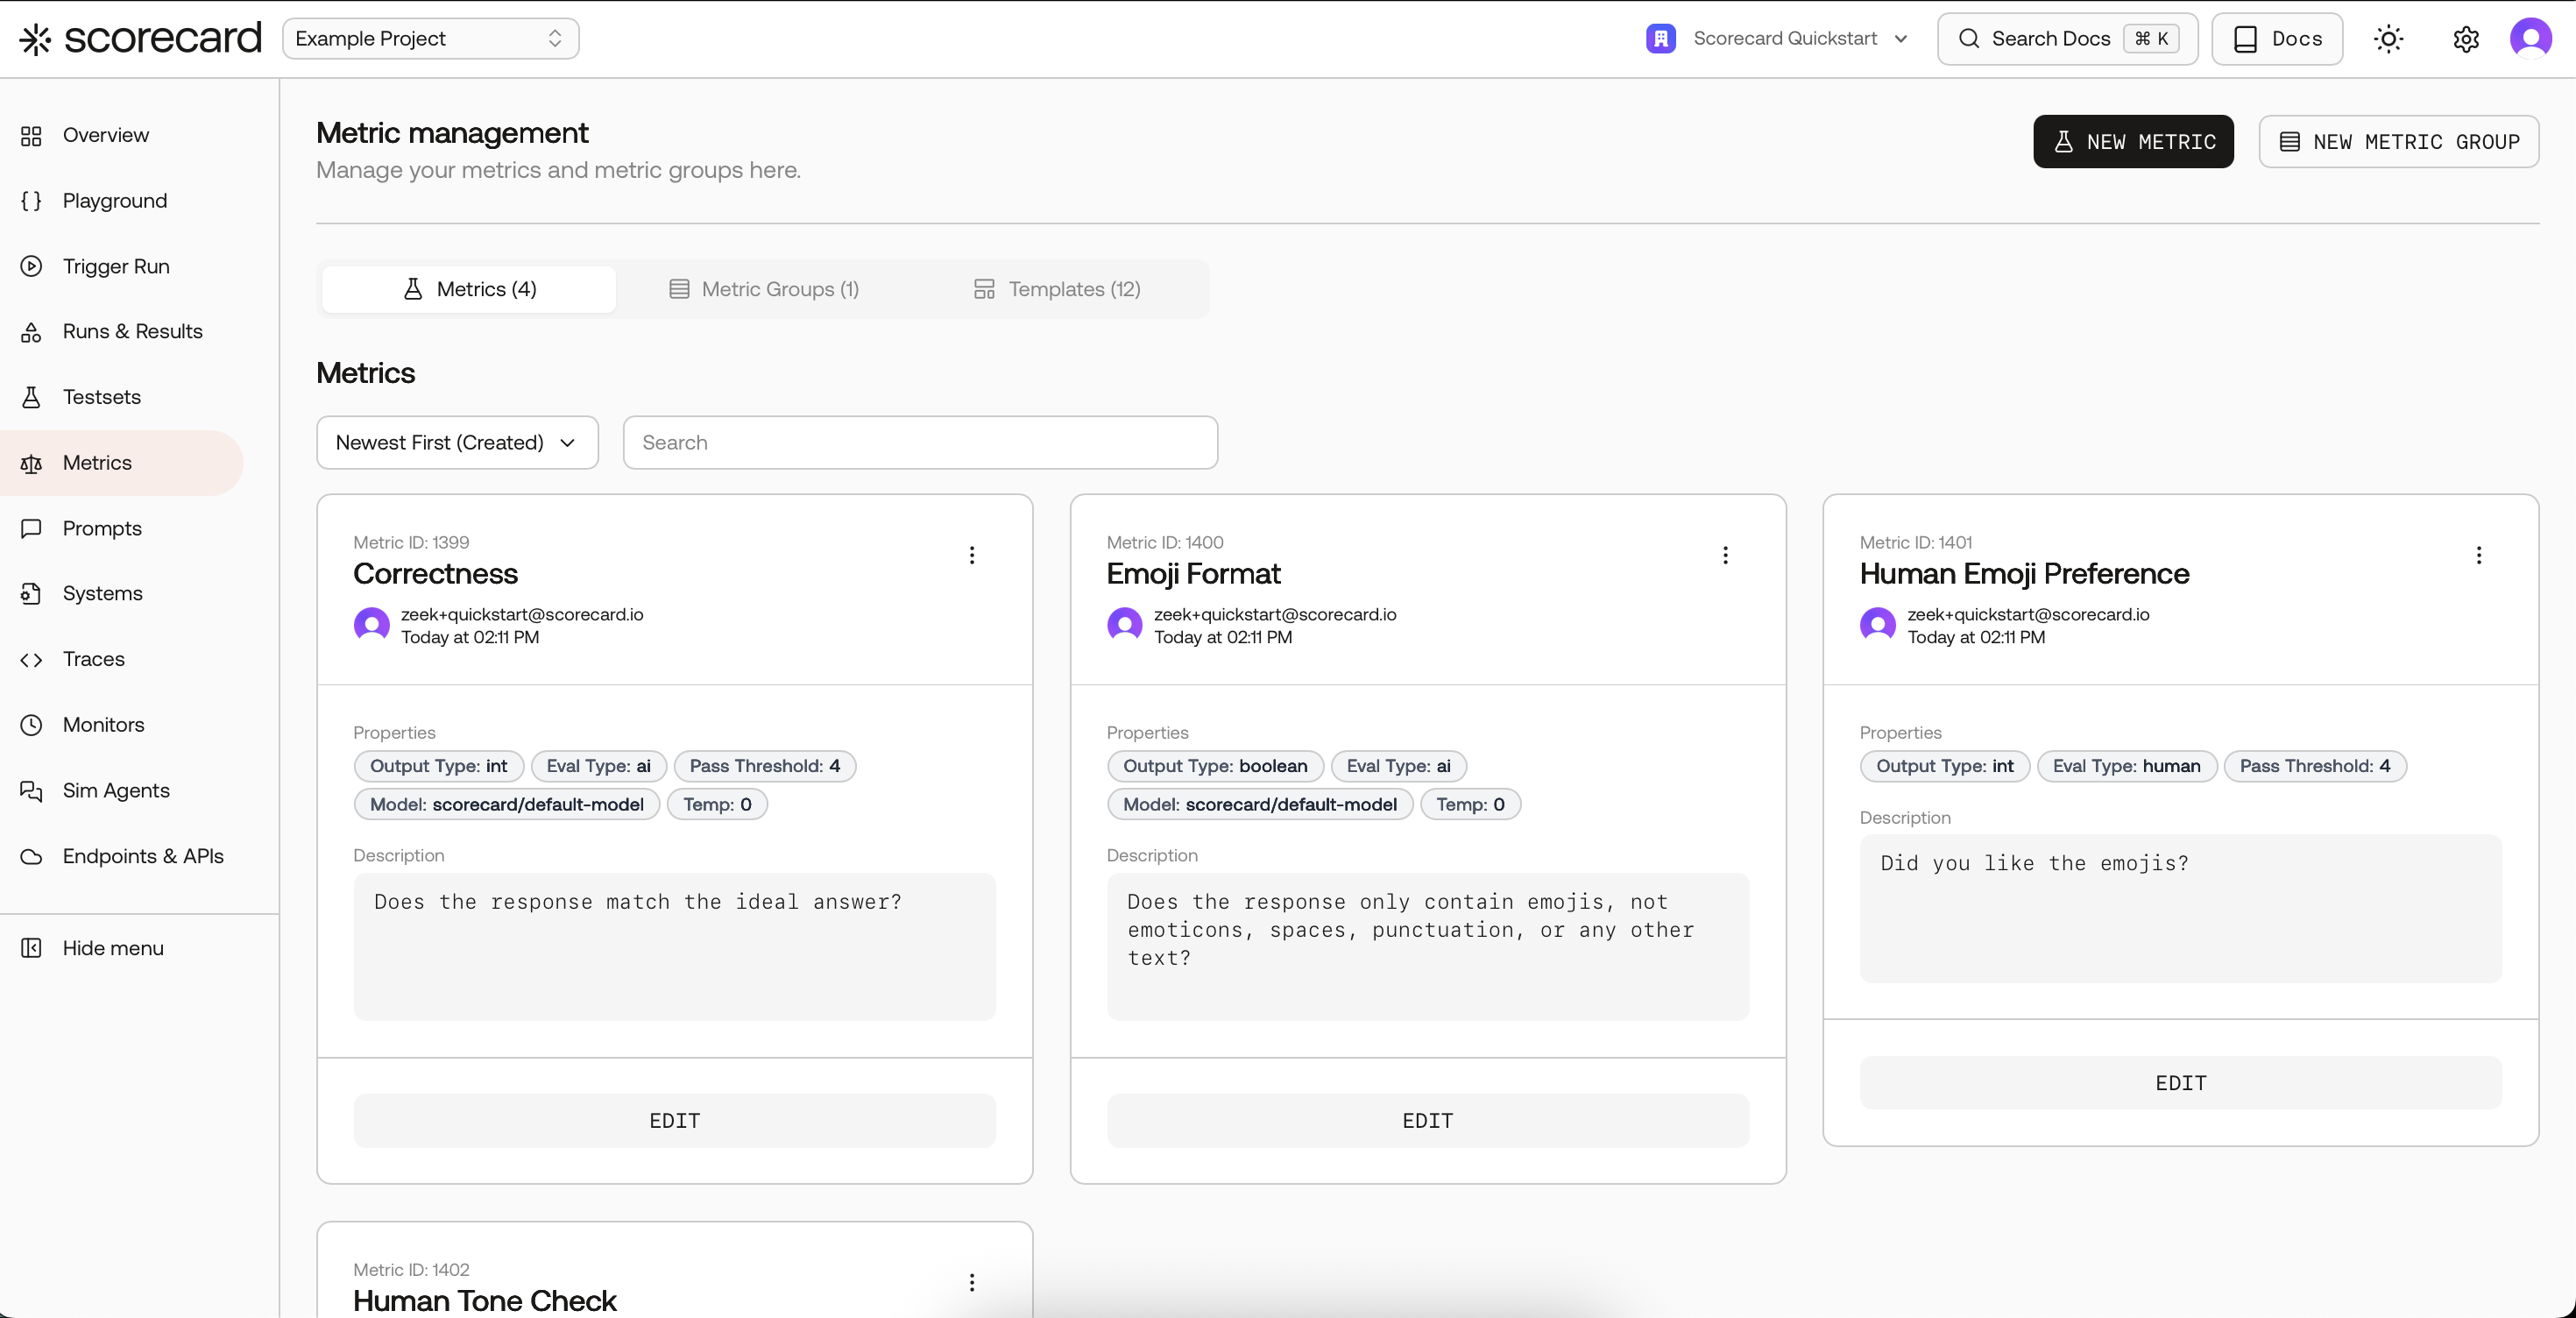 scorecard
Example Project
Scorecard Quickstart
Search Docs
⌘ K
Docs
Overview
Playground
Trigger Run
Runs & Results
Testsets
Metrics
Prompts
Systems
Traces
Monitors
Sim Agents
Endpoints & APIs
Hide menu
Metric management
Manage your metrics and metric groups here.
NEW METRIC
NEW METRIC GROUP
Metrics (4)
Metric Groups (1)
Templates (12)
Metrics
Newest First (Created)
Search
Metric ID: 1399
Correctness
zeek+quickstart@scorecard.io
Today at 02:11 PM
Properties
Output Type: int
Eval Type: ai
Pass Threshold: 4
Model: scorecard/default-model
Temp: 0
Description
Does the response match the ideal answer?
EDIT
Metric ID: 1400
Emoji Format
zeek+quickstart@scorecard.io
Today at 02:11 PM
Properties
Output Type: boolean
Eval Type: ai
Model: scorecard/default-model
Temp: 0
Description
Does the response only contain emojis, not
emoticons, spaces, punctuation, or any other
text?
EDIT
Metric ID: 1401
Human Emoji Preference
zeek+quickstart@scorecard.io
Today at 02:11 PM
Properties
Output Type: int
Eval Type: human
Pass Threshold: 4
Description
Did you like the emojis?
EDIT
Metric ID: 1402
Human Tone Check